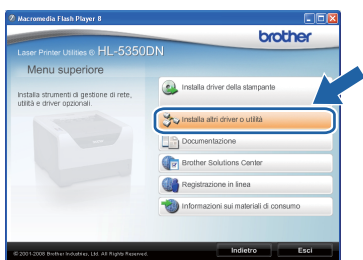 Macromedia Flash Player 8
brother
Laser Printer Utilities © HL-5350DN
Menu superiore
Installa strumenti di gestione di rete,
utilità e driver opzionali.
Installa driver della stampante
Installa altri driver o utilità
Documentazione
Brother Solutions Center
Registrazione in linea
Informazioni sui materiali di consumo
© 2001-2008 Brother Industries, Ltd. All Rights Reserved.
Indietro
Esci